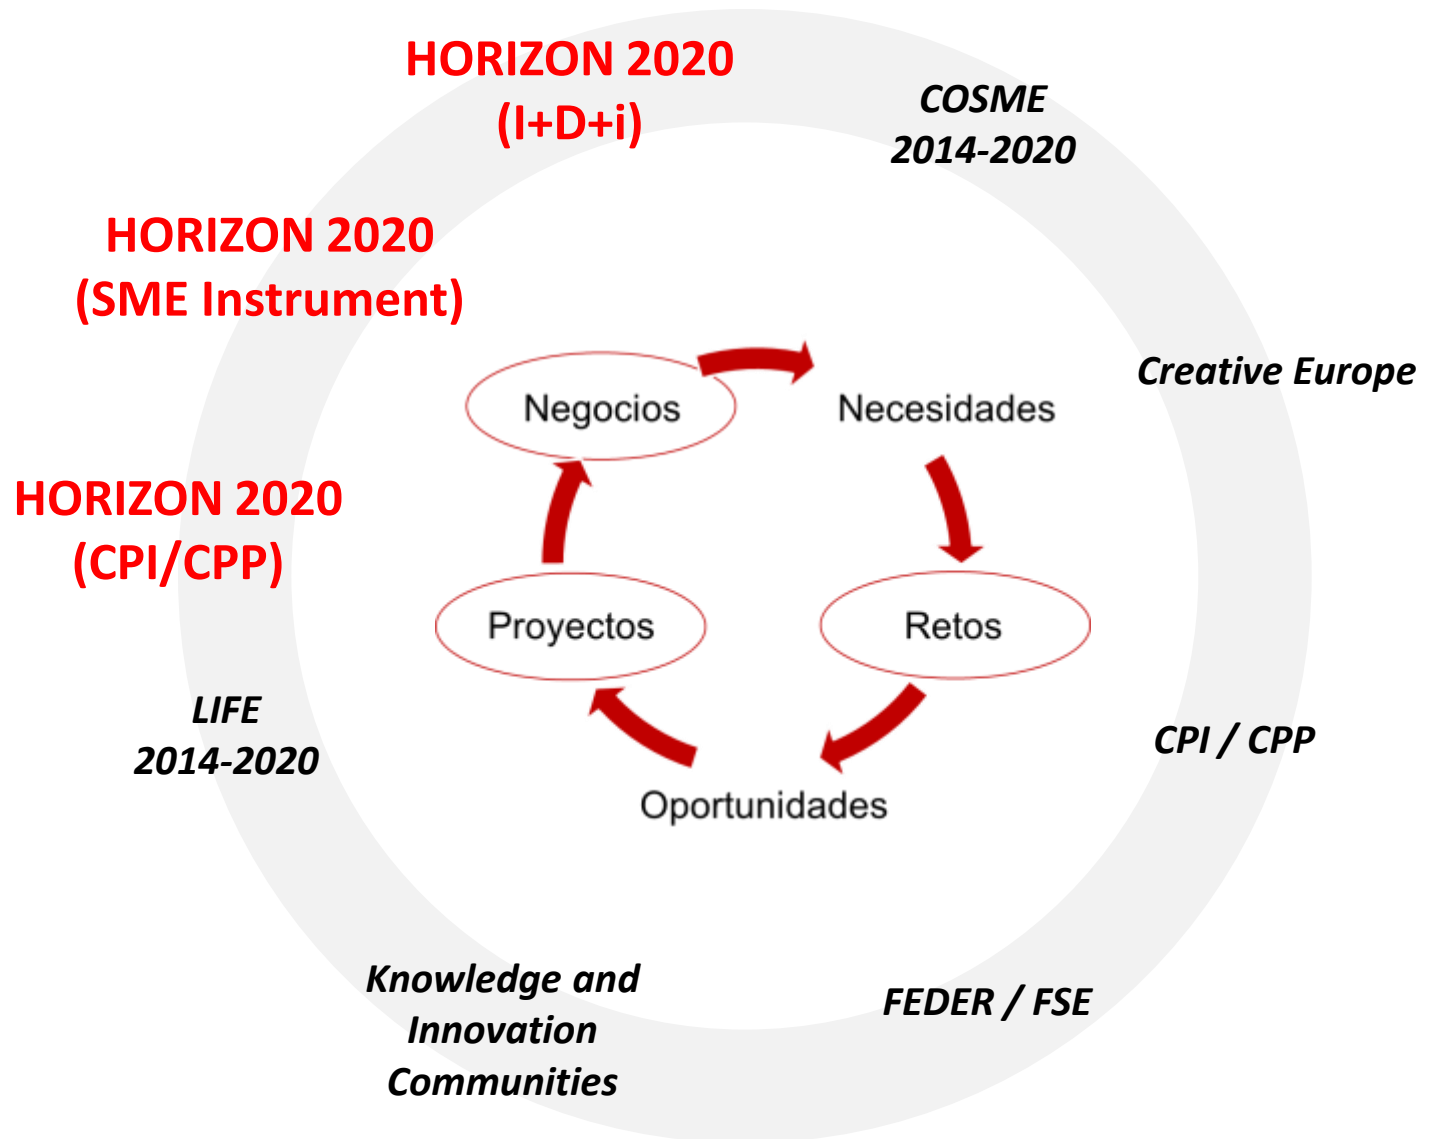 HORIZON 2020
(I+D+i)
COSME
2014-2020
HORIZON 2020
(SME Instrument)
Creative Europe
Negocios
Necesidades
HORIZON 2020
(CPI/CPP)
Proyectos
Retos
LIFE
2014-2020
CPI / CPP
Oportunidades
Knowledge and
Innovation
Communities
FEDER / FSE